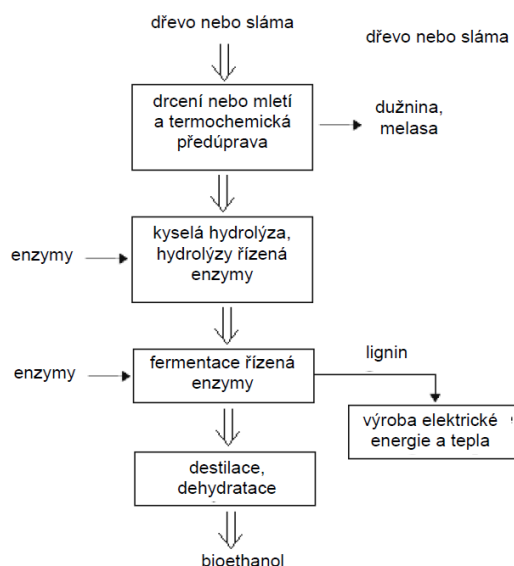 dřevo nebo sláma
dřevo nebo sláma
drcení nebo mletí
a termochemická
předúprava
dužnina,
melasa
enzymy
kyselá hydrolýza,
hydrolýzy řízená
enzymy
enzymy
fermentace řízená
enzymy
lignin
výroba elektrické
energie a tepla
destilace,
dehydratace
bioethanol